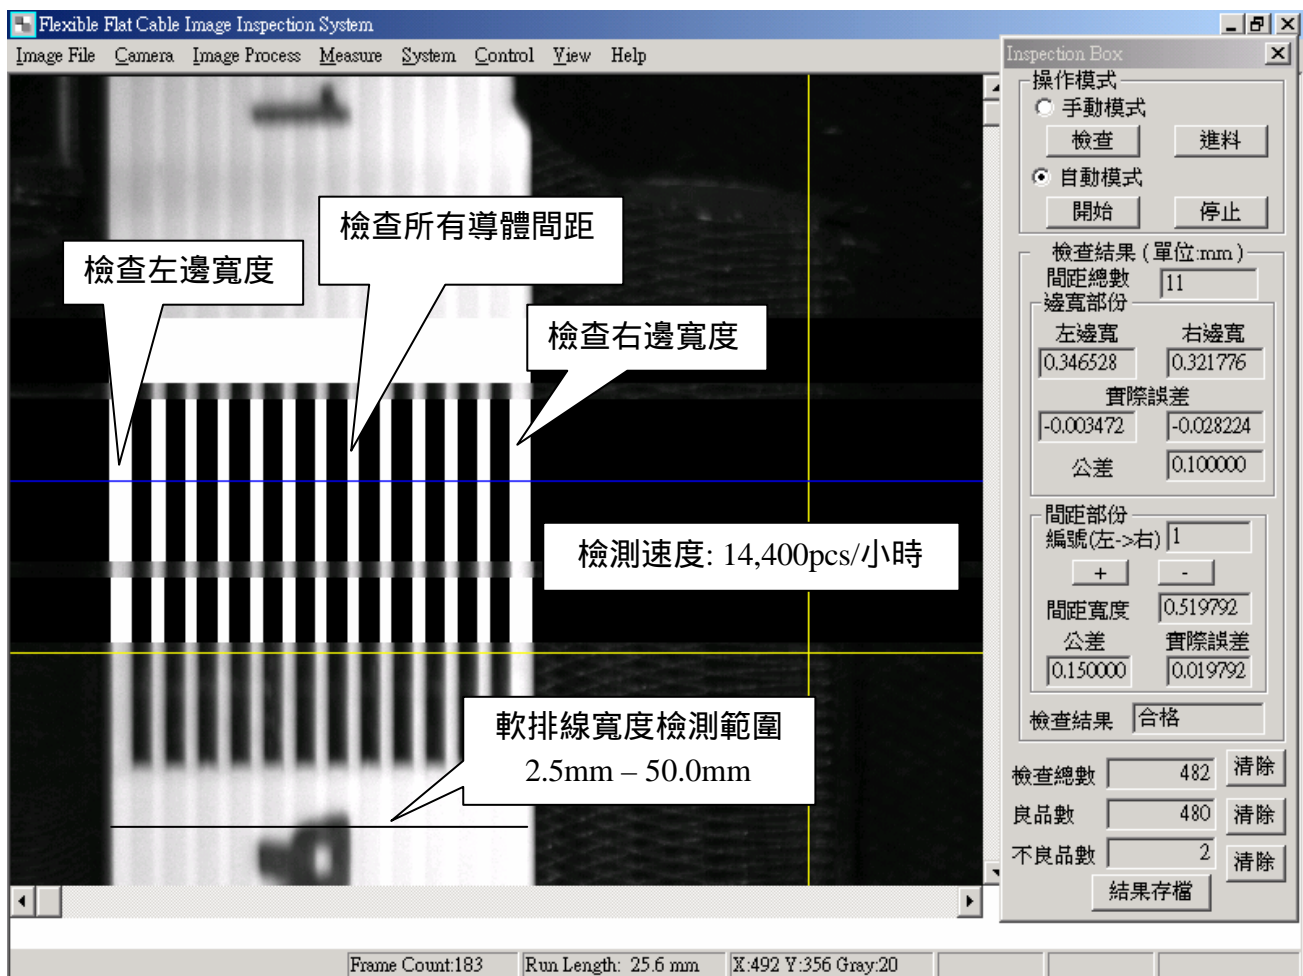 Flexible Flat Cable Image Inspection System
Image File Camera Image Process Measure System Control View Help
檢查左邊寬度
檢查所有導體間距
檢查右邊寬度
檢測速度: 14,400pcs/小時
軟排線寬度檢測範圍
2.5mm – 50.0mm
Inspection Box
操作模式
手動模式
檢查 進料
自動模式
開始 停止
檢查結果 (單位:mm)
間距總數 11
邊寬部份
左邊寬 右邊寬
0.346528 0.321776
實際誤差
-0.003472 -0.028224
公差 0.100000
間距部份
編號(左->右) 1
+ -
間距寬度 0.519792
公差 實際誤差
0.150000 0.019792
檢查結果 合格
檢查總數 482 清除
良品數 480 清除
不良品數 2 清除
結果存檔
Frame Count:183 Run Length: 25.6 mm X:492 Y:356 Gray:20